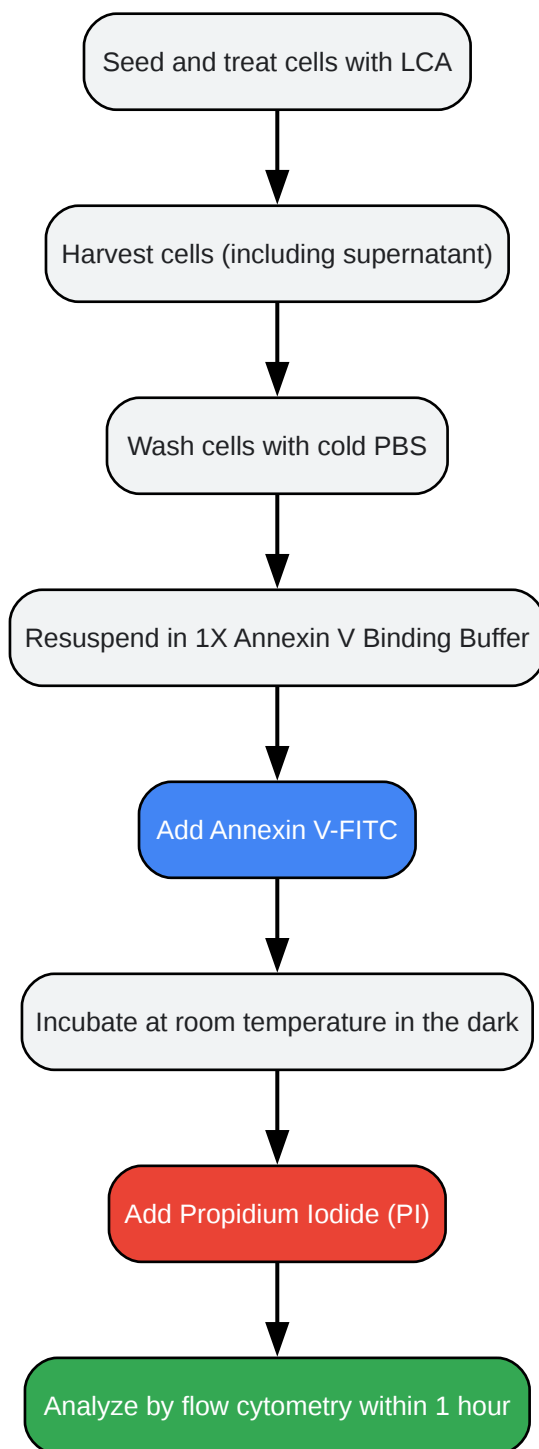 Seed and treat cells with LCA
Harvest cells (including supernatant)
Wash cells with cold PBS
Resuspend in 1X Annexin V Binding Buffer
Add Annexin V-FITC
Incubate at room temperature in the dark
Add Propidium Iodide (PI)
Analyze by flow cytometry within 1 hour